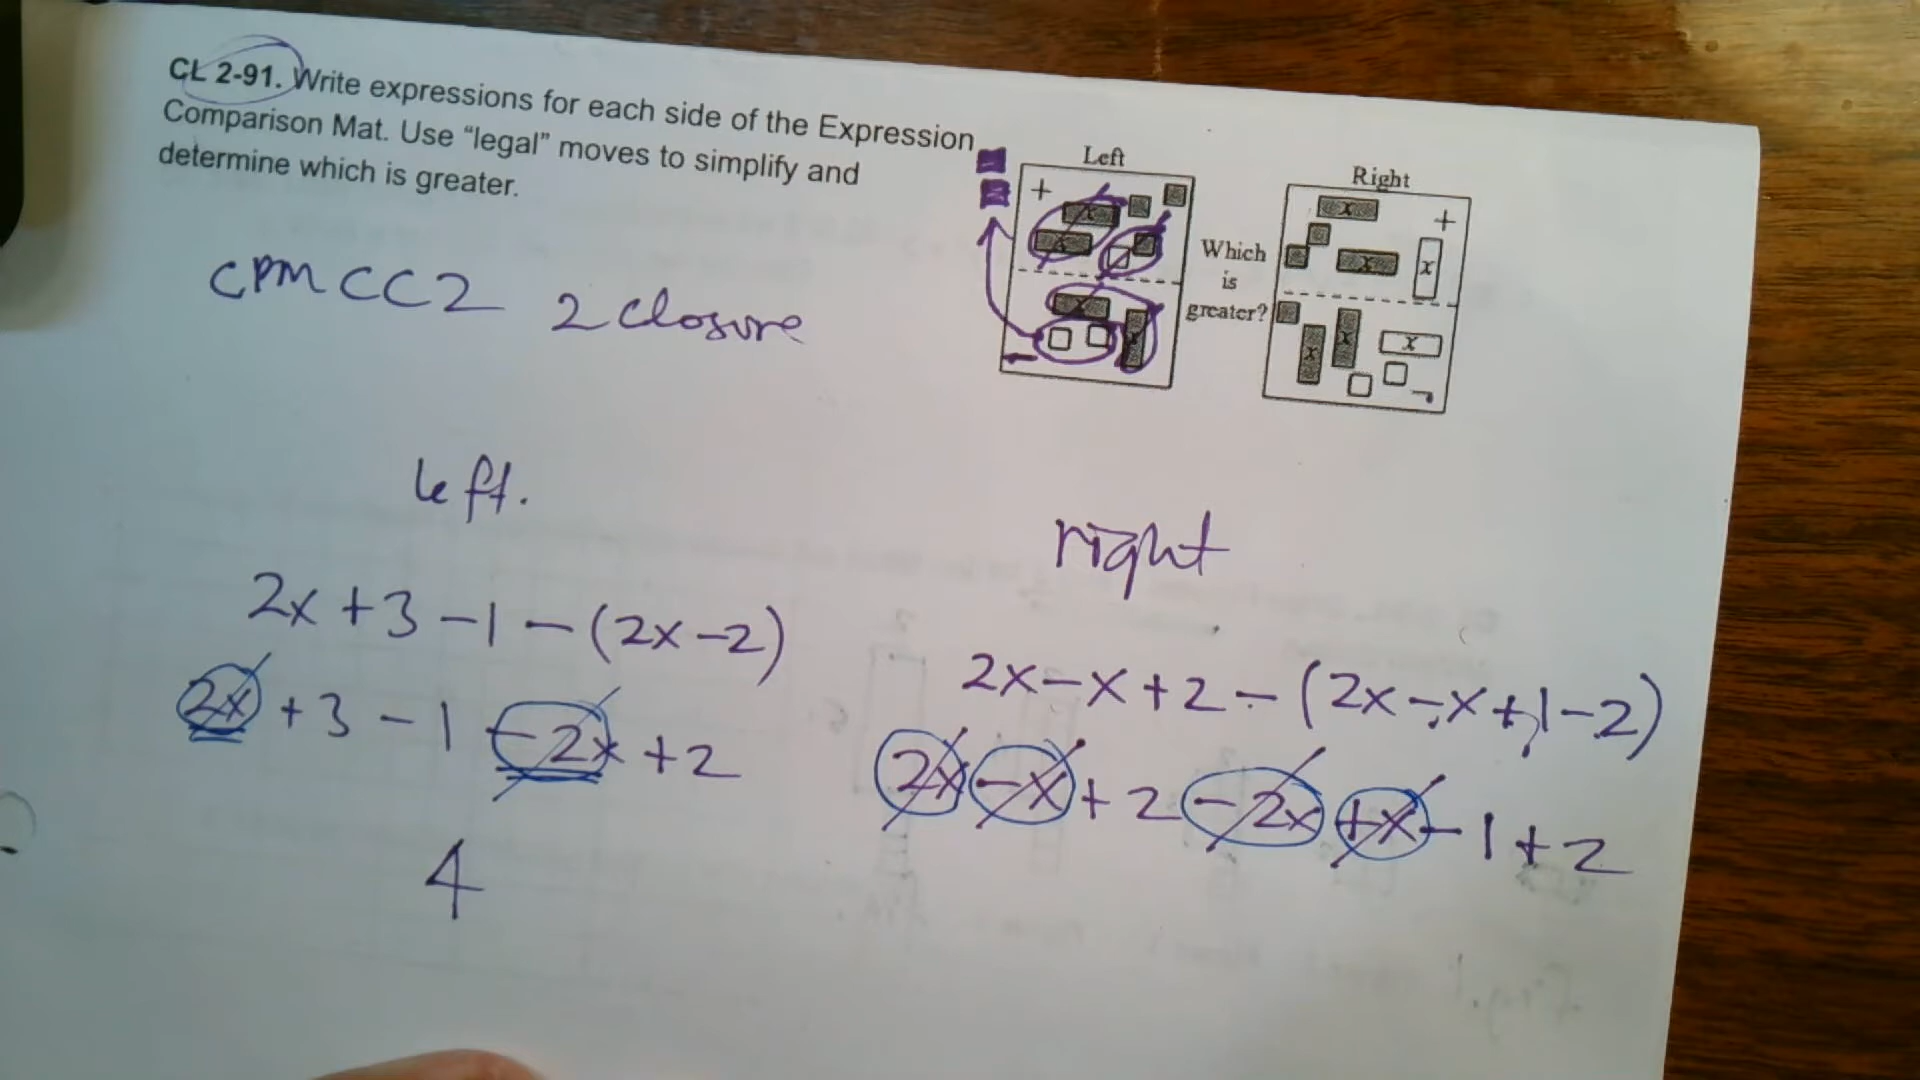 CL 2-91. Write expressions for each side of the Expression
Comparison Mat. Use “legal” moves to simplify and
determine which is greater.
Left
+
x
x
x
x
Which
is
greater?
Right
x
+
x
x
x
x
x
CPM CC2 2 closure
left.
2x + 3 - 1 - (2x - 2)
2x + 3 - 1 - 2x + 2
4
right
2x - x + 2 - (2x - x + 1 - 2)
2x - x + 2 - 2x + x - 1 + 2